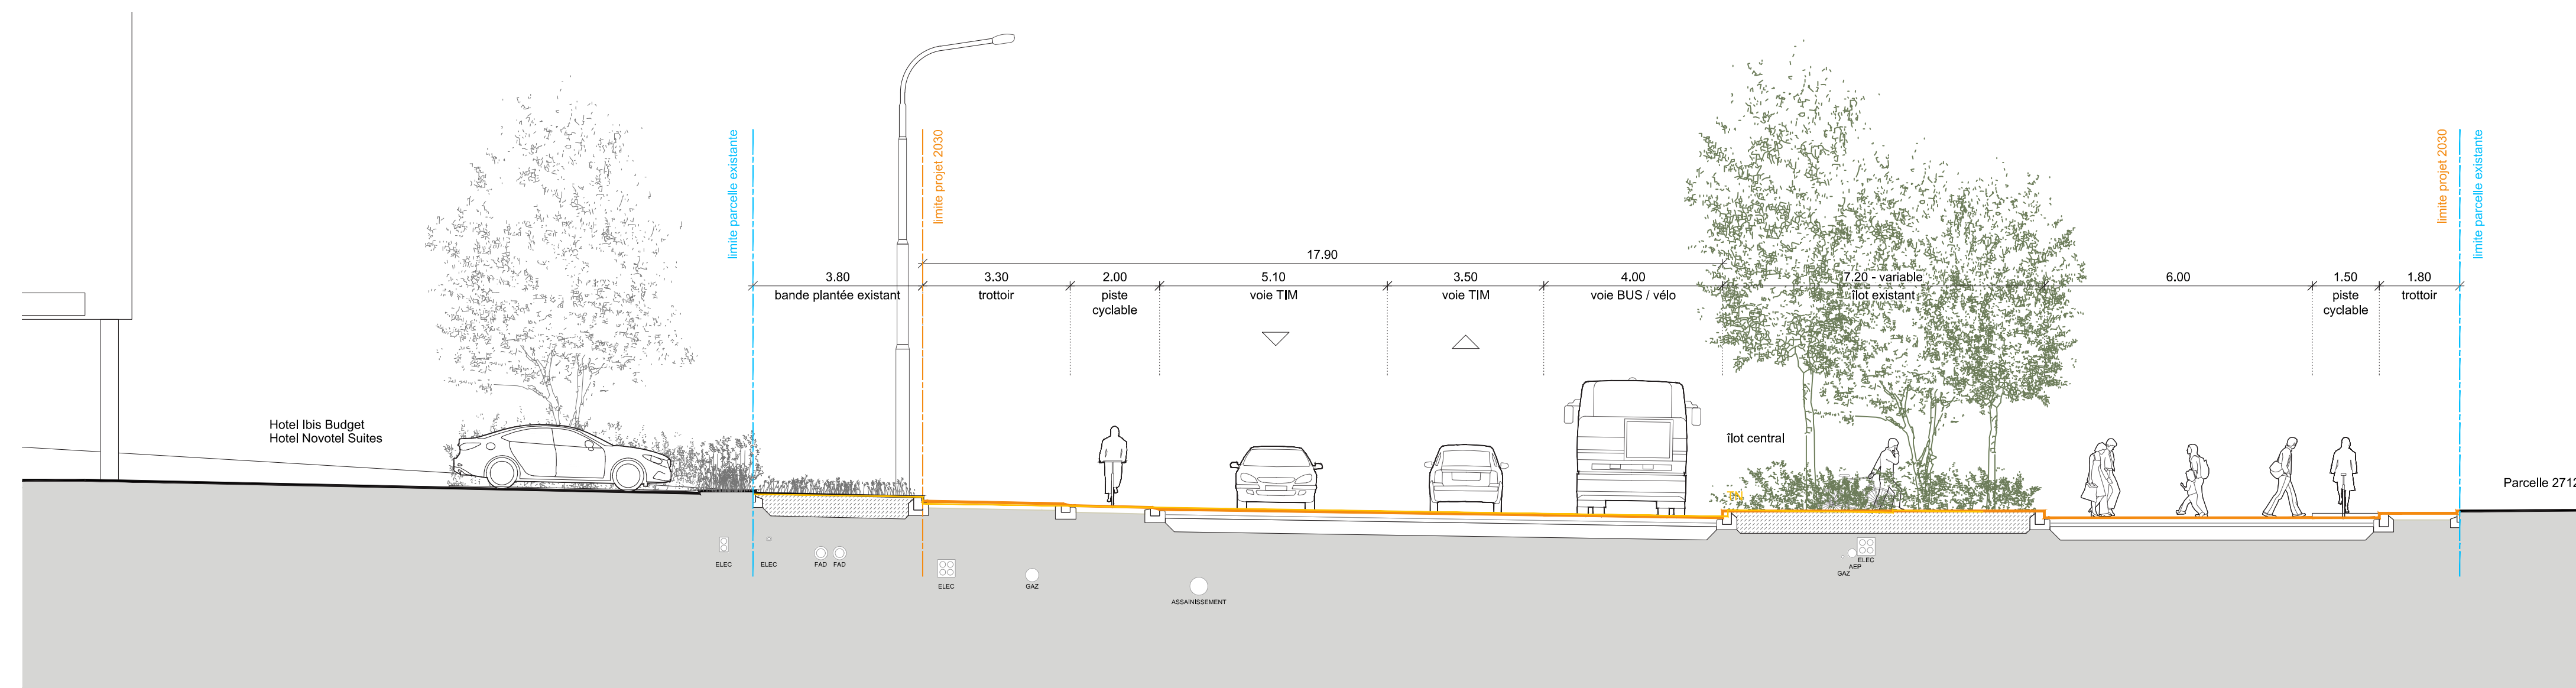 limite parcelle existante
limite projet 2030
limite projet 2030
limite parcelle existante
17.90
3.80
3.30
2.00
5.10
3.50
4.00
7.20 - variable
6.00
1.50
1.80
bande plantée existant
trottoir
piste
cyclable
voie TIM
voie TIM
voie BUS / vélo
îlot existant
piste
cyclable
trottoir
Hotel Ibis Budget
Hotel Novotel Suites
îlot central
Parcelle 2712
ELEC
ELEC
FAD
FAD
ELEC
GAZ
ASSAINISSEMENT
ELEC
AEP
GAZ